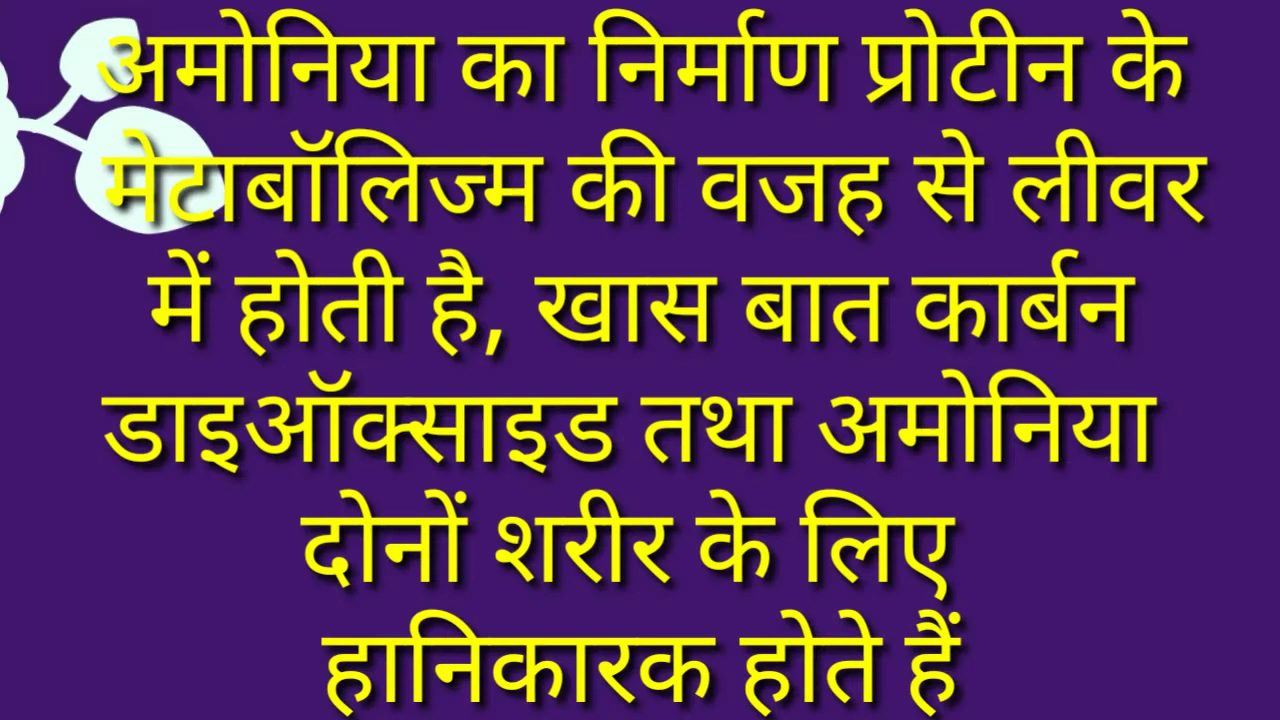 अमोनिया का निर्माण प्रोटीन के
मेटाबॉलिज्म की वजह से लीवर
में होती है, खास बात कार्बन
डाइऑक्साइड तथा अमोनिया
दोनों शरीर के लिए
हानिकारक होते हैं